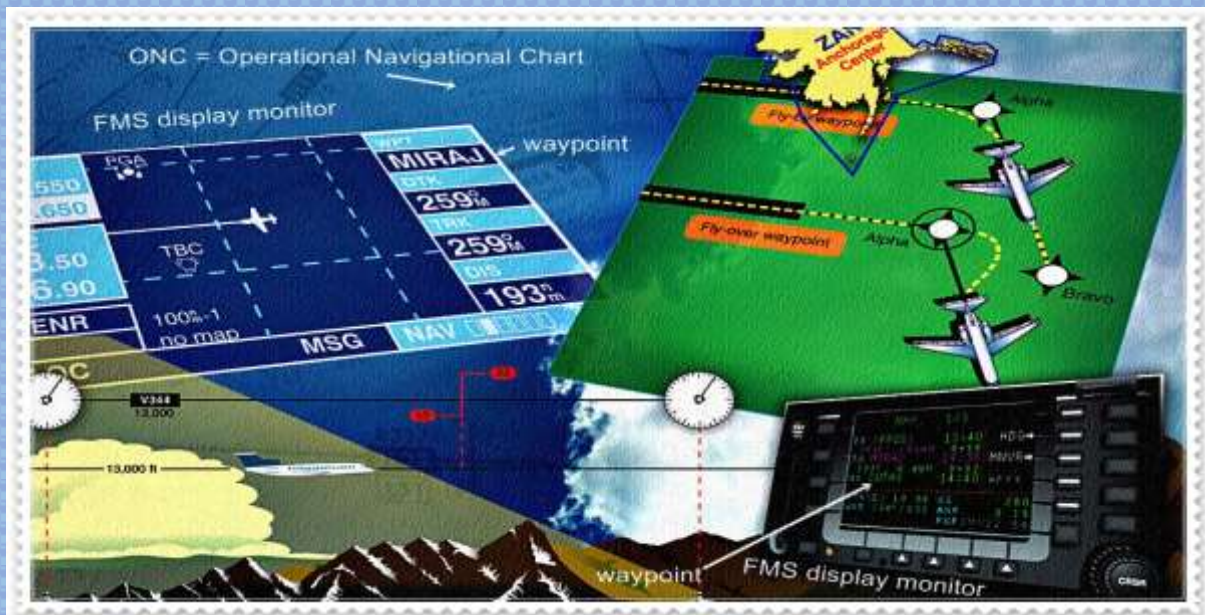 ONC = Operational Navigational Chart
FMS display monitor
waypoint
PGA
TBC
100
no map
.550
.650
.50
6.90
ENR
WPT
MIRAJ
DTK
259°M
TRK
259°M
DIS
193nm
MSG
NAV
ZAN
Anchorage
Center
Fly-by waypoint
Alpha
Fly-over waypoint
Alpha
Bravo
V344
13,000
13,000 ft
HDG
waypoint
FMS display monitor